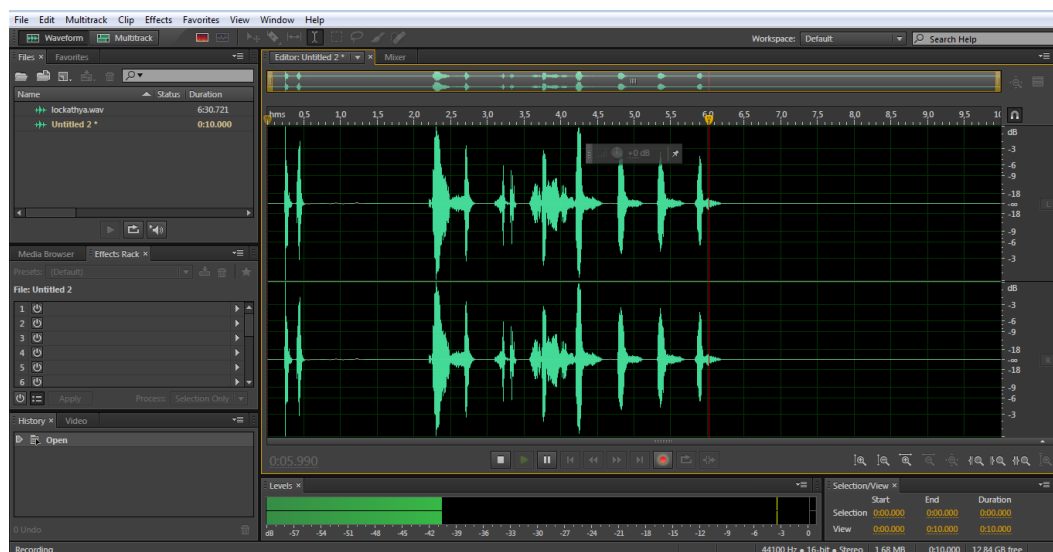 File Edit Multitrack Clip Effects Favorites View Window Help
Waveform Multitrack Workspace: Default Search Help
Files × Favorites
Name Status Duration
lockathya.wav 6:30.721
Untitled 2 * 0:10.000
Media Browser Effects Rack ×
Presets: (Default)
File: Untitled 2
1
2
3
4
5
6
Apply Process: Selection Only
History × Video
Open
0 Undo
Recording
Editor: Untitled 2 * × Mixer
hms 0,5 1,0 1,5 2,0 2,5 3,0 3,5 4,0 4,5 5,0 5,5 6,0 6,5 7,0 7,5 8,0 8,5 9,0 9,5 10
+0 dB
dB
-3
-6
-9
-18
-∞
-18
-9
-6
-3
L
dB
-3
-6
-9
-18
-∞
-18
-9
-6
-3
R
0:05.990
Levels ×
dB -57 -54 -51 -48 -45 -42 -39 -36 -33 -30 -27 -24 -21 -18 -15 -12 -9 -6 -3 0
Selection/View ×
Start End Duration
Selection 0:00.000 0:00.000 0:00.000
View 0:00.000 0:10.000 0:10.000
44100 Hz • 16-bit • Stereo 1.68 MB 0:10.000 12.84 GB free